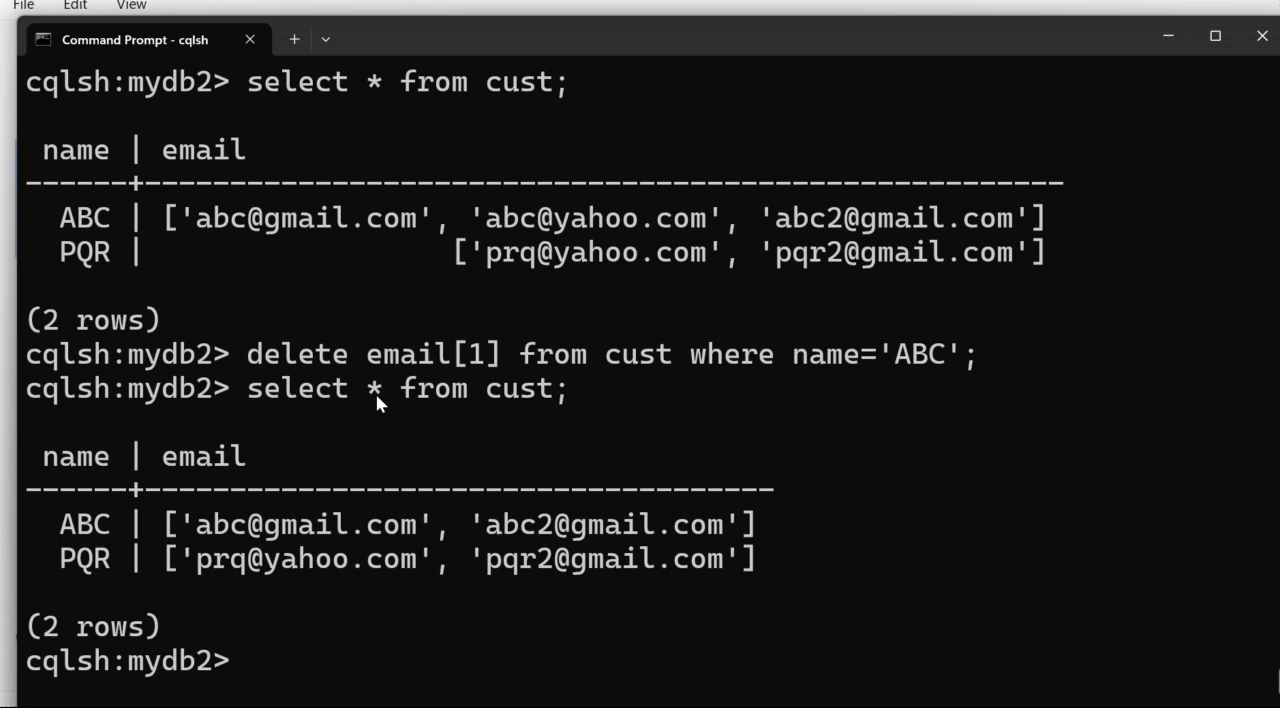 File Edit View
Command Prompt - cqlsh
cqlsh:mydb2> select * from cust;
name | email
------+------------------------------------------------------
ABC | ['abc@gmail.com', 'abc@yahoo.com', 'abc2@gmail.com']
PQR | ['prq@yahoo.com', 'pqr2@gmail.com']
(2 rows)
cqlsh:mydb2> delete email[1] from cust where name='ABC';
cqlsh:mydb2> select * from cust;
name | email
------+-------------------------------------
ABC | ['abc@gmail.com', 'abc2@gmail.com']
PQR | ['prq@yahoo.com', 'pqr2@gmail.com']
(2 rows)
cqlsh:mydb2>